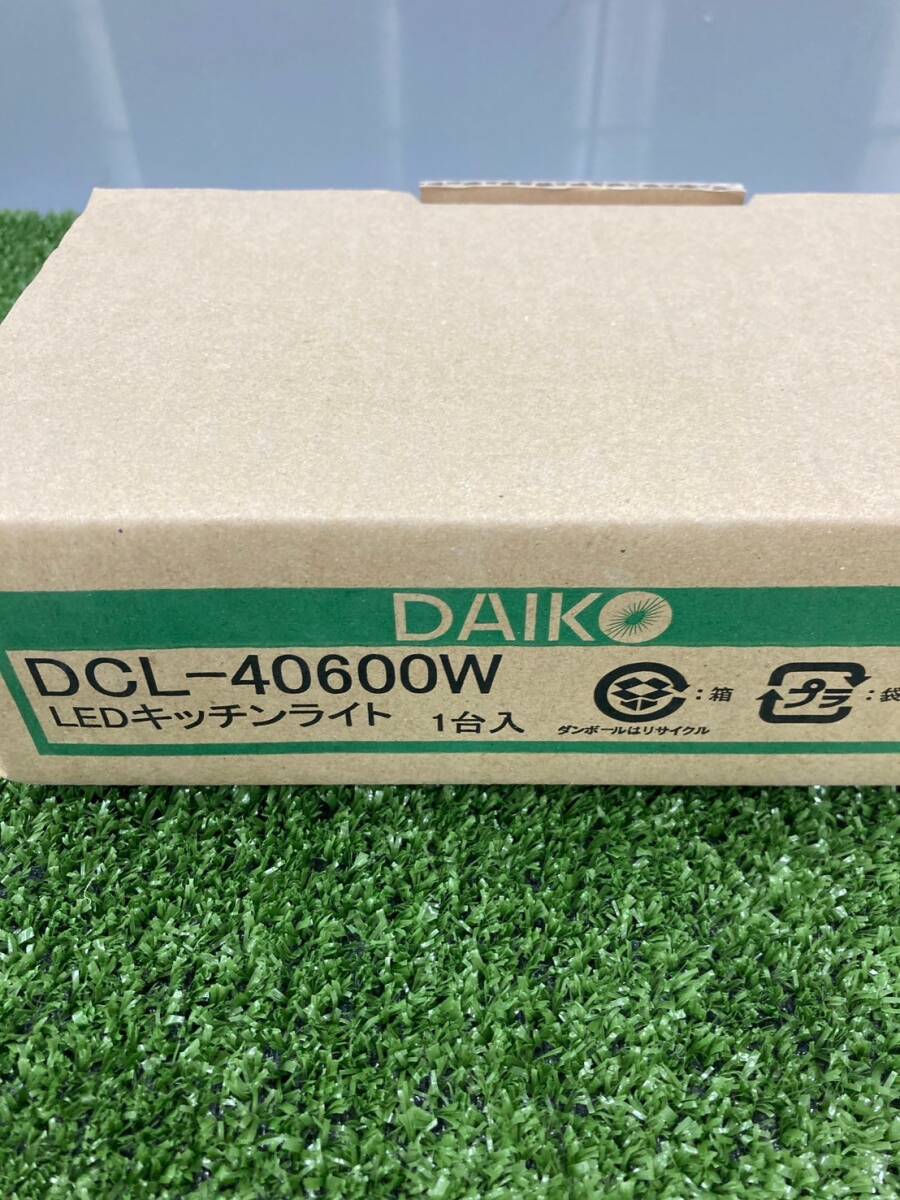 DAIKO
DCL-40600W
LEDキッチンライト 1台入
:箱
ダンボールはリサイクル
プラ :袋